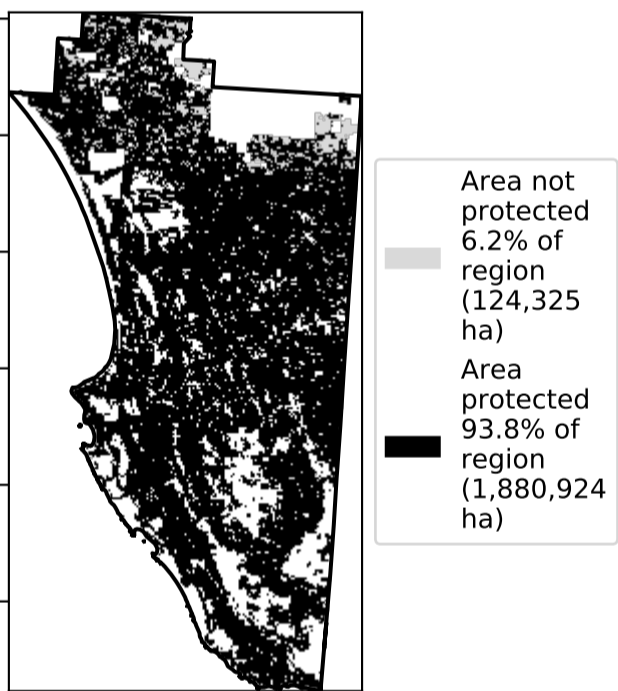 Area not
protected
6.2% of
region
(124,325
ha)
Area
protected
93.8% of
region
(1,880,924
ha)